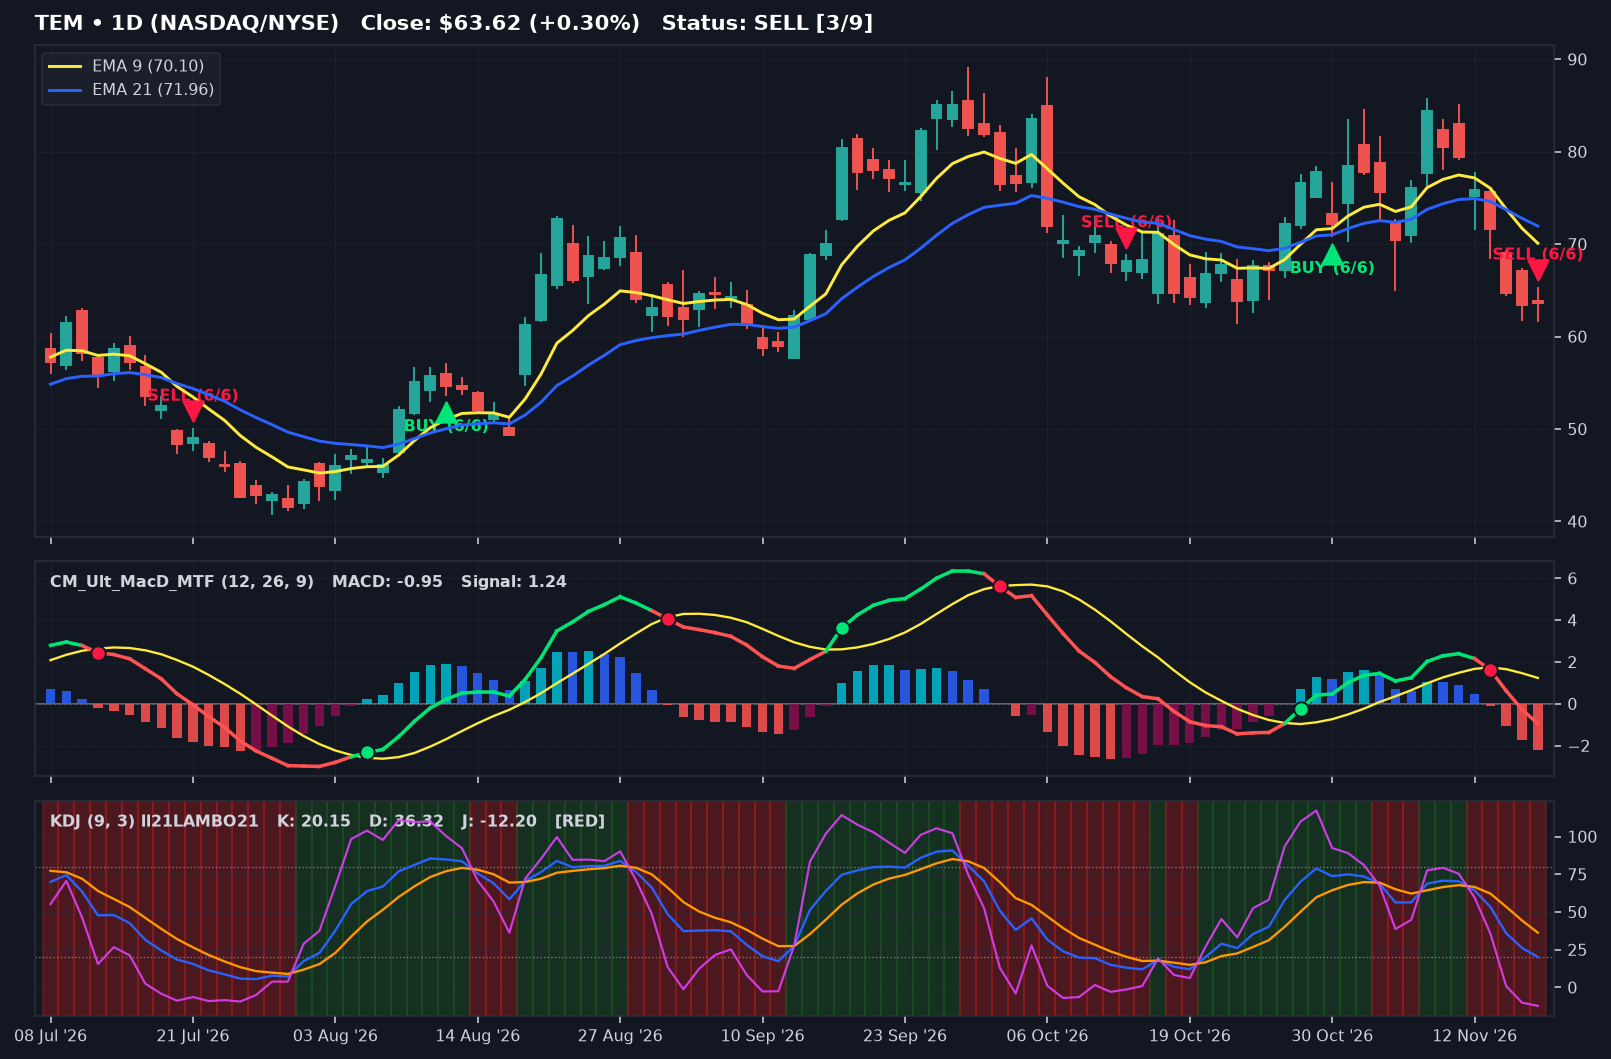 TEM • 1D (NASDAQ/NYSE)   Close: $63.62 (+0.30%)   Status: SELL [3/9]
EMA 9 (70.10)
EMA 21 (71.96)
90
80
70
60
50
40
SELL (6/6)
BUY (6/6)
SELL (6/6)
BUY (6/6)
SELL (6/6)
CM_Ult_MacD_MTF (12, 26, 9)   MACD: -0.95   Signal: 1.24
6
4
2
0
−2
KDJ (9, 3) II21LAMBO21   K: 20.15   D: 36.32   J: -12.20   [RED]
100
75
50
25
0
08 Jul '26
21 Jul '26
03 Aug '26
14 Aug '26
27 Aug '26
10 Sep '26
23 Sep '26
06 Oct '26
19 Oct '26
30 Oct '26
12 Nov '26